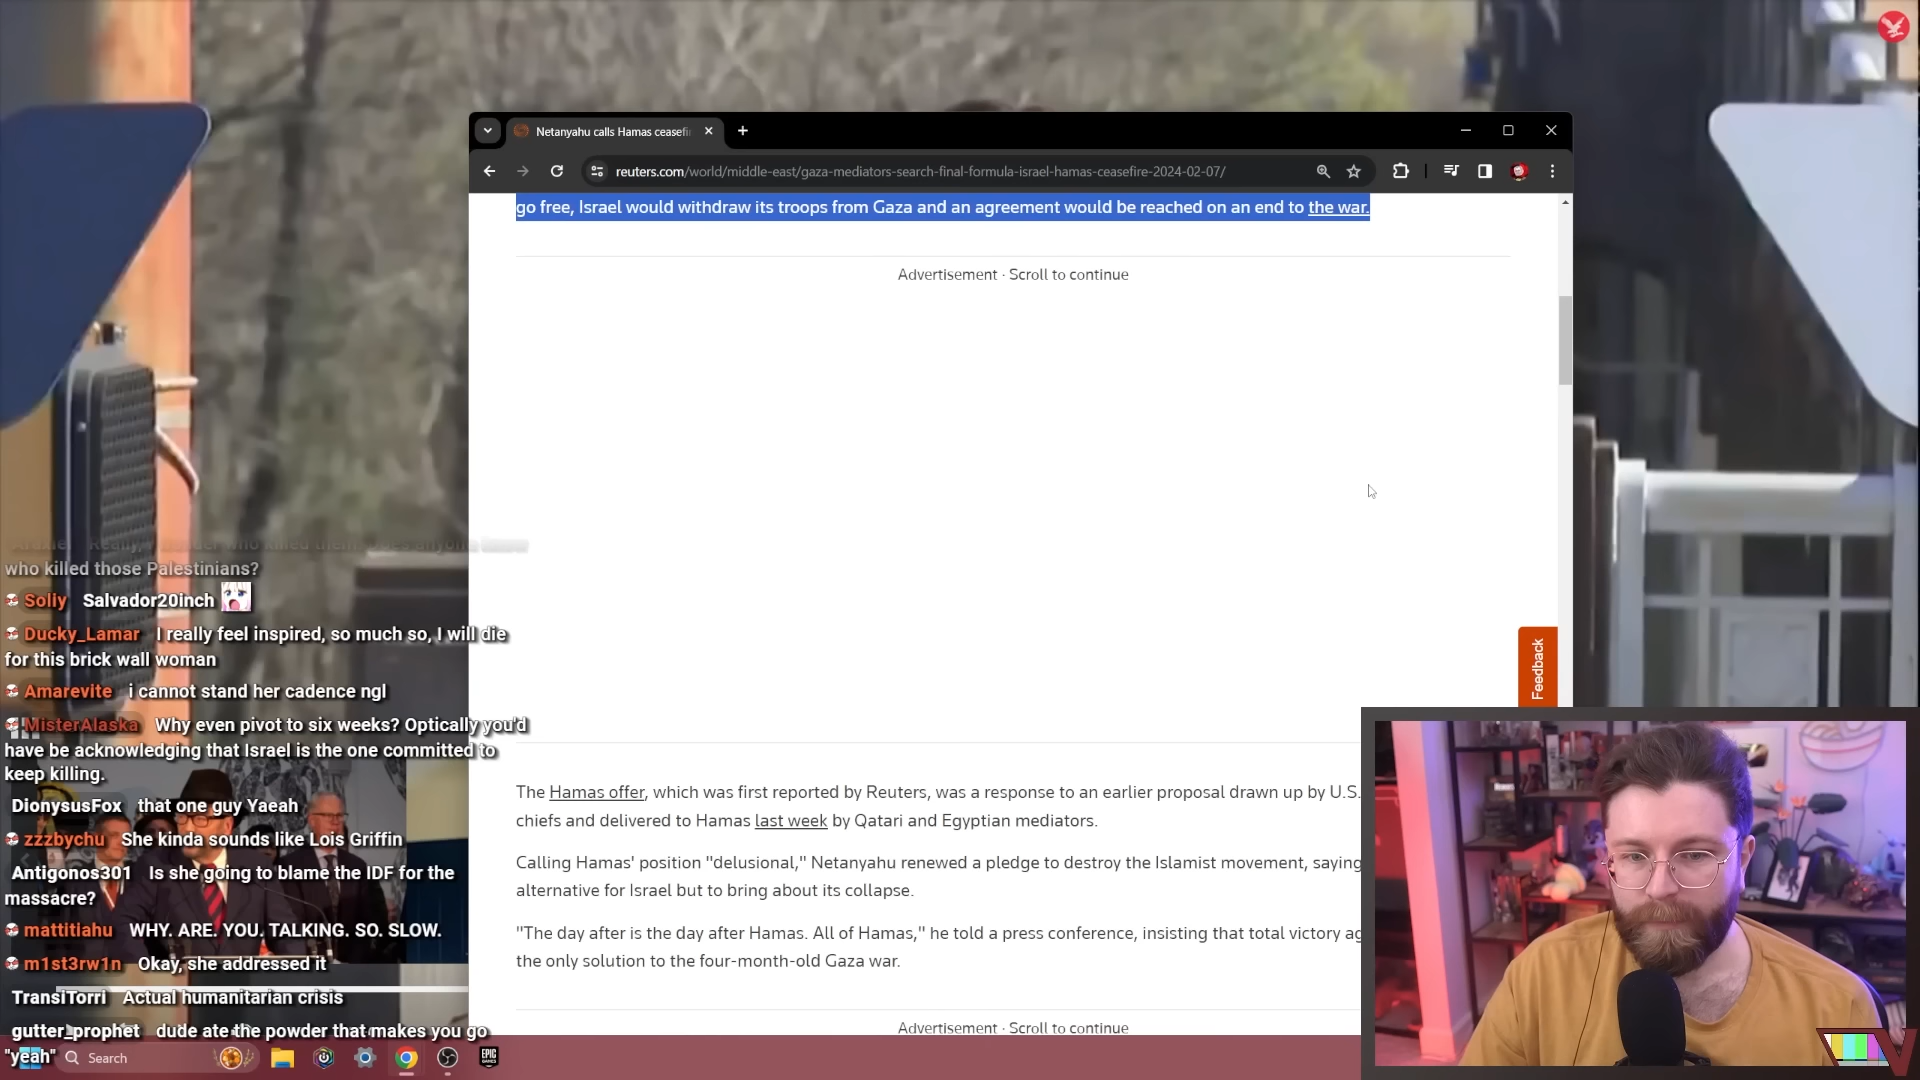 Netanyahu calls Hamas ceasefir
reuters.com/world/middle-east/gaza-mediators-search-final-formula-israel-hamas-ceasefire-2024-02-07/
go free, Israel would withdraw its troops from Gaza and an agreement would be reached on an end to the war.
Advertisement · Scroll to continue
Feedback
The Hamas offer, which was first reported by Reuters, was a response to an earlier proposal drawn up by U.S.
chiefs and delivered to Hamas last week by Qatari and Egyptian mediators.
Calling Hamas' position "delusional," Netanyahu renewed a pledge to destroy the Islamist movement, saying
alternative for Israel but to bring about its collapse.
"The day after is the day after Hamas. All of Hamas," he told a press conference, insisting that total victory ag
the only solution to the four-month-old Gaza war.
Advertisement · Scroll to continue
who killed those Palestinians?
Soliy Salvador20inch
Ducky_Lamar I really feel inspired, so much so, I will die
for this brick wall woman
Amarevite i cannot stand her cadence ngl
MisterAlaska Why even pivot to six weeks? Optically you'd
have be acknowledging that Israel is the one committed to
keep killing.
DionysusFox that one guy Yaeah
zzzbychu She kinda sounds like Lois Griffin
Antigonos301 Is she going to blame the IDF for the
massacre?
mattitiahu WHY. ARE. YOU. TALKING. SO. SLOW.
m1st3rw1n Okay, she addressed it
TransiTorri Actual humanitarian crisis
gutter_prophet dude ate the powder that makes you go
"yeah"
Search
EPIC
GAMES
TV